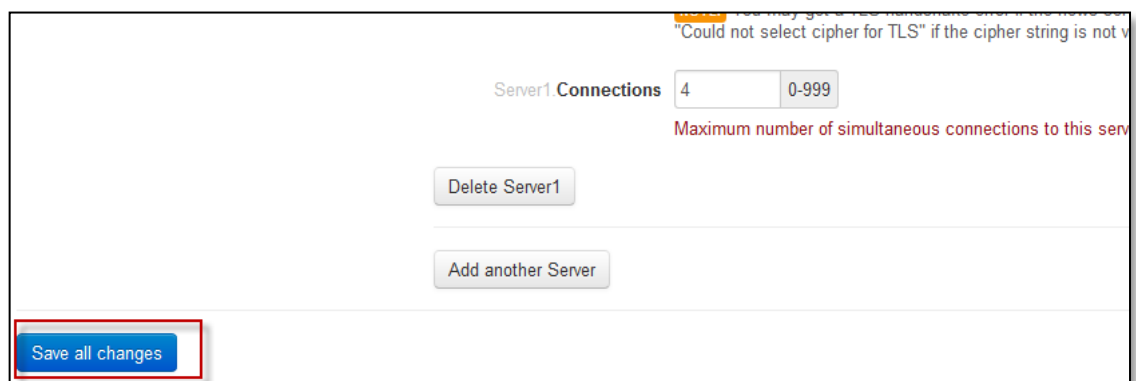 "Could not select cipher for TLS" if the cipher string is not v
Server1.Connections 4 0-999
Maximum number of simultaneous connections to this serv
Delete Server1
Add another Server
Save all changes